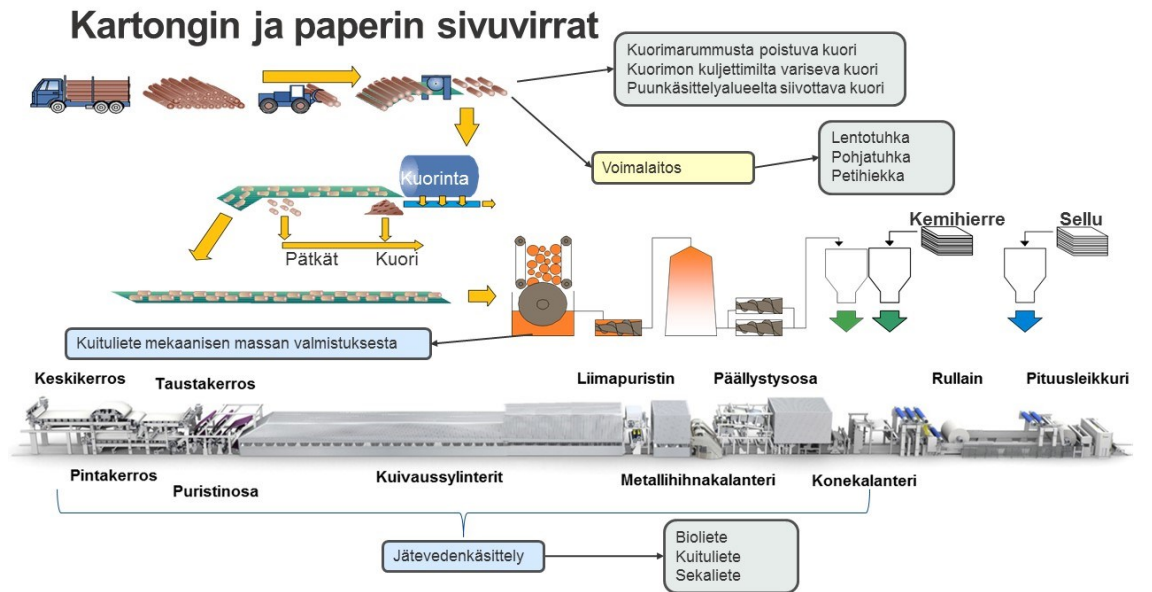 Kartongin ja paperin sivuvirrat
Kuorimarummusta poistuva kuori
Kuorimon kuljettimilta variseva kuori
Puunkäsittelyalueelta siivottava kuori
Voimalaitos
Lentotuhka
Pohjatuhka
Petihiekka
Kuorinta
Pätkät
Kuori
Kemihierre
Sellu
Kuituliete mekaanisen massan valmistuksesta
Keskikerros
Taustakerros
Liimapuristin
Päällystysosa
Rullain
Pituusleikkuri
Pintakerros
Puristinosa
Kuivaussylinterit
Metallihihnakalanteri
Konekalanteri
Jätevedenkäsittely
Bioliete
Kuituliete
Sekaliete